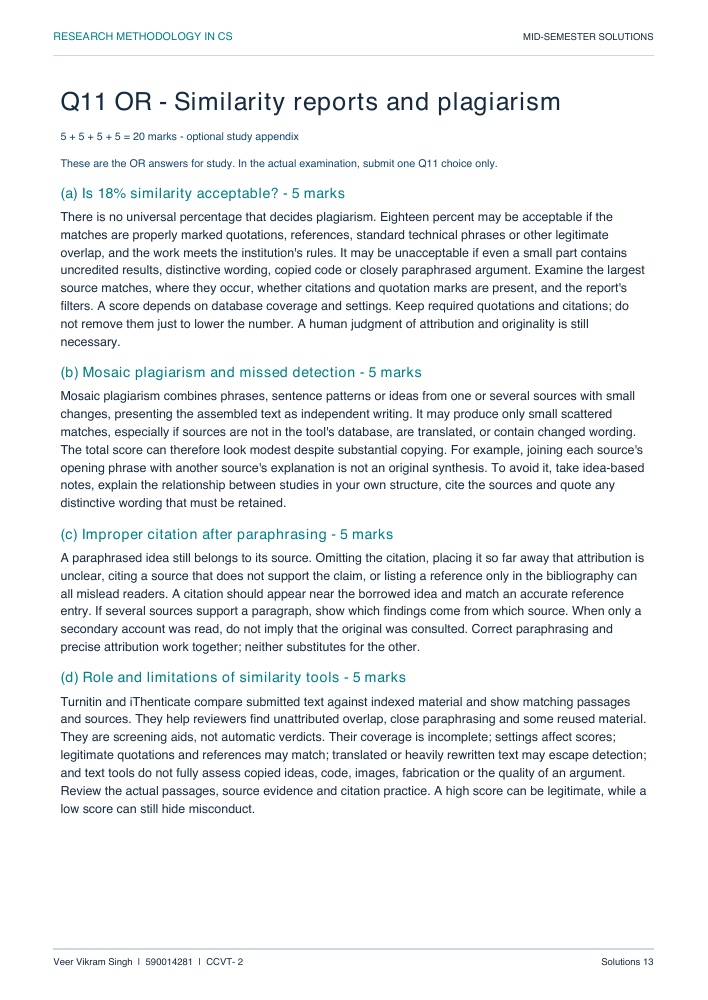 RESEARCH METHODOLOGY IN CS
MID-SEMESTER SOLUTIONS
Q11 OR - Similarity reports and plagiarism
5 + 5 + 5 + 5 = 20 marks - optional study appendix
These are the OR answers for study. In the actual examination, submit one Q11 choice only.
(a) Is 18% similarity acceptable? - 5 marks
There is no universal percentage that decides plagiarism. Eighteen percent may be acceptable if the
matches are properly marked quotations, references, standard technical phrases or other legitimate
overlap, and the work meets the institution's rules. It may be unacceptable if even a small part contains
uncredited results, distinctive wording, copied code or closely paraphrased argument. Examine the largest
source matches, where they occur, whether citations and quotation marks are present, and the report's
filters. A score depends on database coverage and settings. Keep required quotations and citations; do
not remove them just to lower the number. A human judgment of attribution and originality is still
necessary.
(b) Mosaic plagiarism and missed detection - 5 marks
Mosaic plagiarism combines phrases, sentence patterns or ideas from one or several sources with small
changes, presenting the assembled text as independent writing. It may produce only small scattered
matches, especially if sources are not in the tool's database, are translated, or contain changed wording.
The total score can therefore look modest despite substantial copying. For example, joining each source's
opening phrase with another source's explanation is not an original synthesis. To avoid it, take idea-based
notes, explain the relationship between studies in your own structure, cite the sources and quote any
distinctive wording that must be retained.
(c) Improper citation after paraphrasing - 5 marks
A paraphrased idea still belongs to its source. Omitting the citation, placing it so far away that attribution is
unclear, citing a source that does not support the claim, or listing a reference only in the bibliography can
all mislead readers. A citation should appear near the borrowed idea and match an accurate reference
entry. If several sources support a paragraph, show which findings come from which source. When only a
secondary account was read, do not imply that the original was consulted. Correct paraphrasing and
precise attribution work together; neither substitutes for the other.
(d) Role and limitations of similarity tools - 5 marks
Turnitin and iThenticate compare submitted text against indexed material and show matching passages
and sources. They help reviewers find unattributed overlap, close paraphrasing and some reused material.
They are screening aids, not automatic verdicts. Their coverage is incomplete; settings affect scores;
legitimate quotations and references may match; translated or heavily rewritten text may escape detection;
and text tools do not fully assess copied ideas, code, images, fabrication or the quality of an argument.
Review the actual passages, source evidence and citation practice. A high score can be legitimate, while a
low score can still hide misconduct.
Veer Vikram Singh | 590014281 | CCVT- 2
Solutions 13